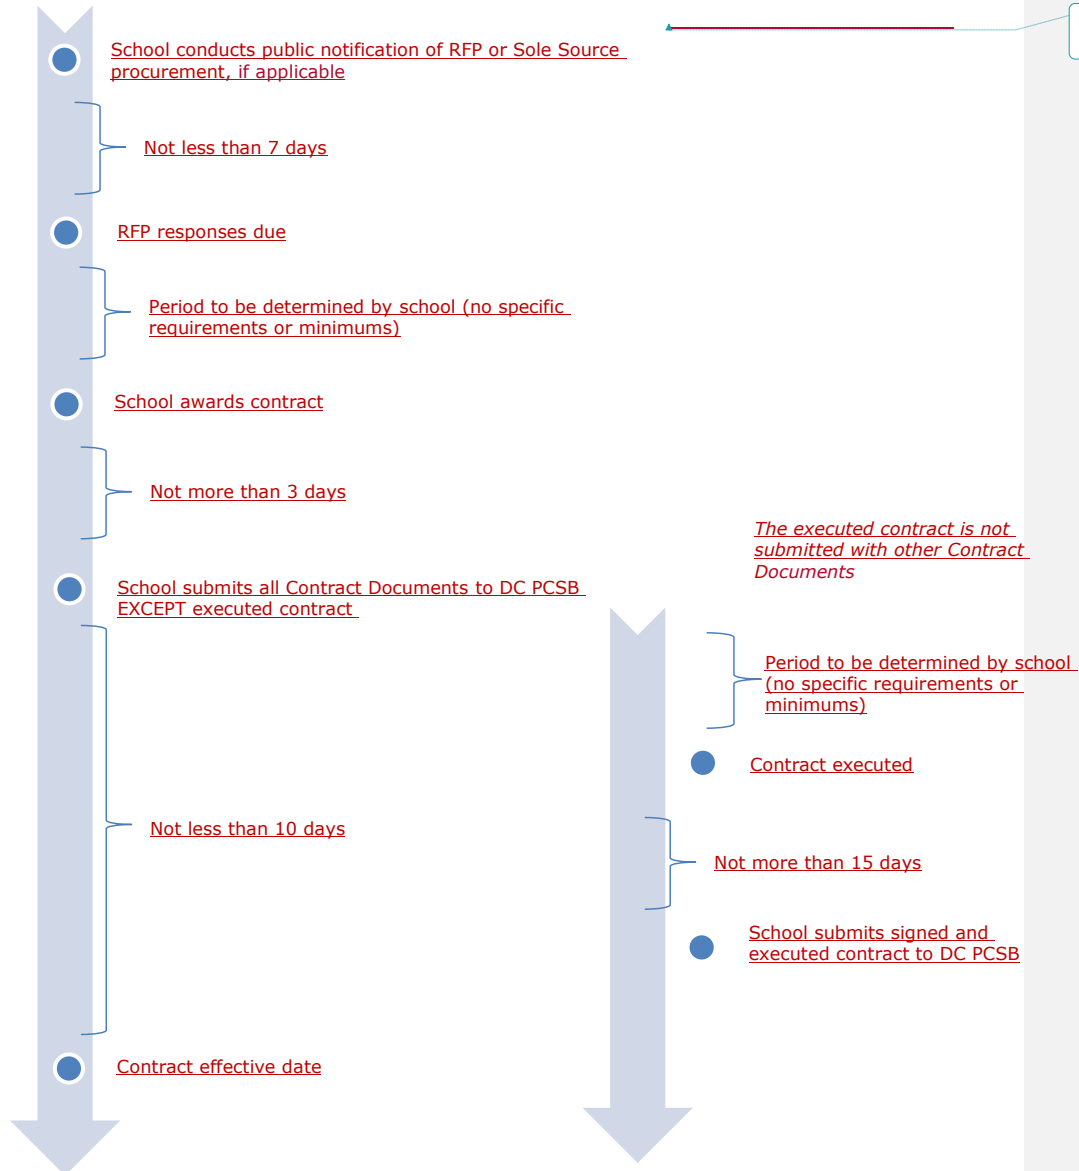 School conducts public notification of RFP or Sole Source
procurement, if applicable
Not less than 7 days
RFP responses due
Period to be determined by school (no specific
requirements or minimums)
School awards contract
Not more than 3 days
School submits all Contract Documents to DC PCSB
EXCEPT executed contract
Not less than 10 days
Contract effective date
The executed contract is not
submitted with other Contract
Documents
Period to be determined by school
(no specific requirements or
minimums)
Contract executed
Not more than 15 days
School submits signed and
executed contract to DC PCSB